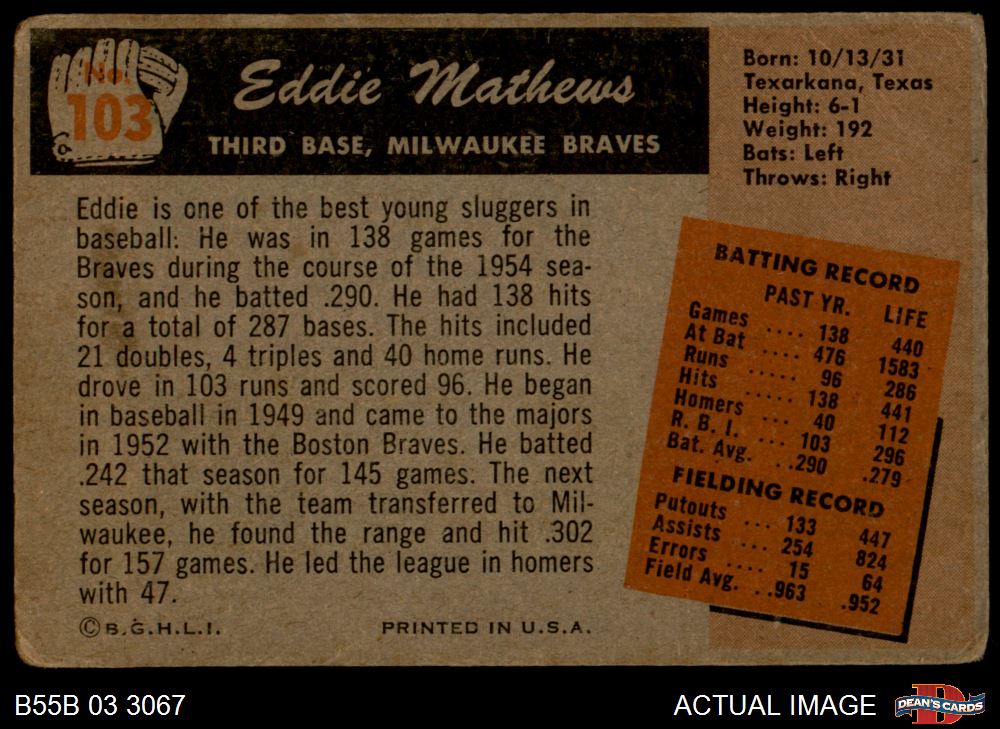 No.
103
Eddie Mathews
THIRD BASE, MILWAUKEE BRAVES
Born: 10/13/31
Texarkana, Texas
Height: 6-1
Weight: 192
Bats: Left
Throws: Right
Eddie is one of the best young sluggers in
baseball: He was in 138 games for the
Braves during the course of the 1954 sea-
son, and he batted .290. He had 138 hits
for a total of 287 bases. The hits included
21 doubles, 4 triples and 40 home runs. He
drove in 103 runs and scored 96. He began
in baseball in 1949 and came to the majors
in 1952 with the Boston Braves. He batted
.242 that season for 145 games. The next
season, with the team transferred to Mil-
waukee, he found the range and hit .302
for 157 games. He led the league in homers
with 47.
©B.G.H.L.I. PRINTED IN U.S.A.
BATTING RECORD
PAST YR. LIFE
Games .... 138 440
At Bat .... 476 1583
Runs ..... 96 286
Hits ..... 138 441
Homers ... 40 112
R. B. I. ... 103 296
Bat. Avg. ..290 .279
FIELDING RECORD
Putouts ... 133 447
Assists ... 254 824
Errors .... 15 64
Field Avg. ..963 .952
B55B 03 3067 ACTUAL IMAGE D DEAN'S CARDS